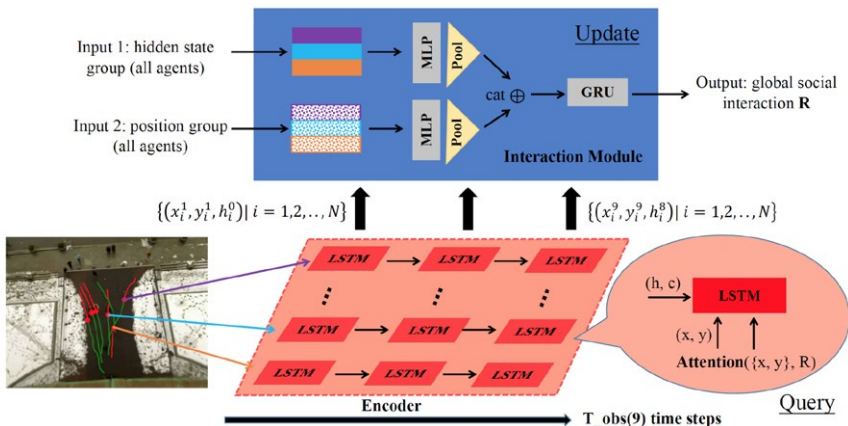 Update
Input 1: hidden state
group (all agents)
MLP
Pool
cat ⊕
GRU
Output: global social
interaction R
Input 2: position group
(all agents)
MLP
Pool
Interaction Module
{(x_i^1, y_i^1, h_i^0)| i = 1,2,..,N}
{(x_i^9, y_i^9, h_i^8)| i = 1,2,..,N}
LSTM
LSTM
LSTM
LSTM
LSTM
LSTM
LSTM
LSTM
LSTM
Encoder
T_obs(9) time steps
(h, c)
LSTM
(x, y)
Attention({x, y}, R)
Query